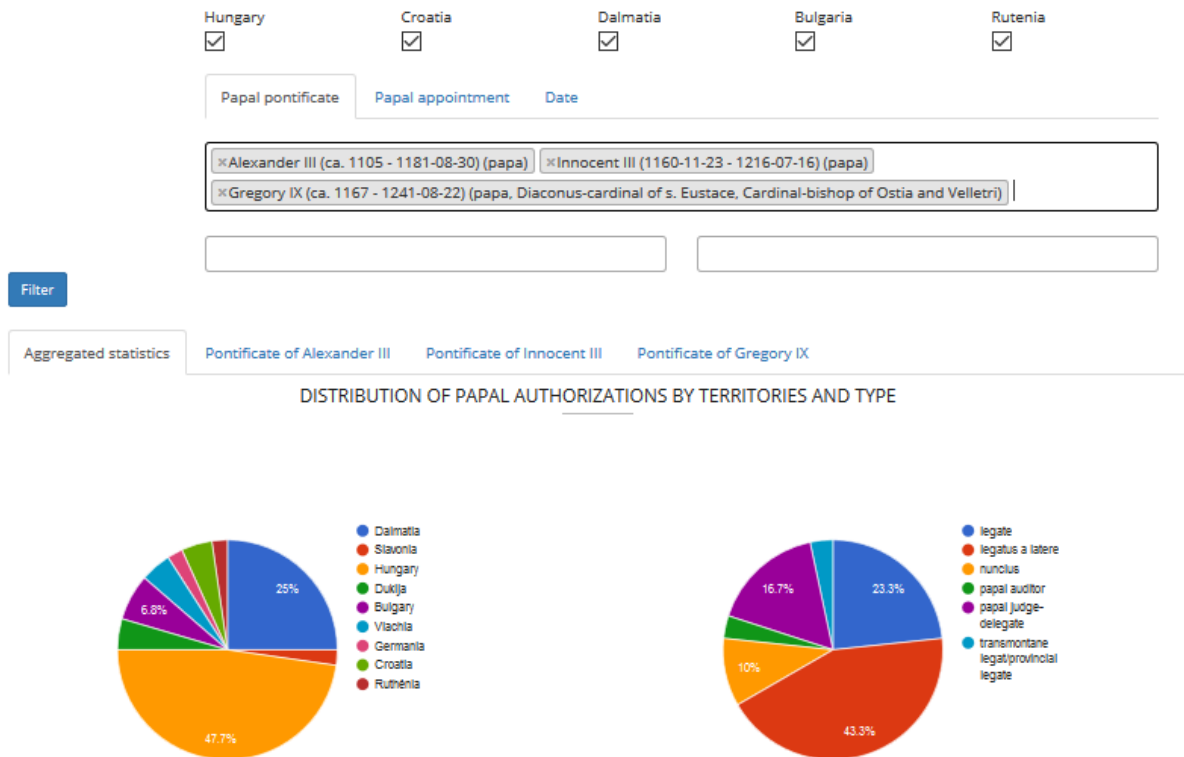 Hungary Croatia Dalmatia Bulgaria Rutenia
Papal pontificate Papal appointment Date
×Alexander III (ca. 1105 - 1181-08-30) (papa) ×Innocent III (1160-11-23 - 1216-07-16) (papa)
×Gregory IX (ca. 1167 - 1241-08-22) (papa, Diaconus-cardinal of s. Eustace, Cardinal-bishop of Ostia and Velletri)
Filter
Aggregated statistics Pontificate of Alexander III Pontificate of Innocent III Pontificate of Gregory IX
DISTRIBUTION OF PAPAL AUTHORIZATIONS BY TERRITORIES AND TYPE
25%
6.8%
47.7%
Dalmatia
Slavonia
Hungary
Duklja
Bulgary
Vlachia
Germania
Croatia
Ruthénia
16.7%
23.3%
10%
43.3%
legate
legatus a latere
nuncius
papal auditor
papal judge-
delegate
transmontane
legat/provincial
legate